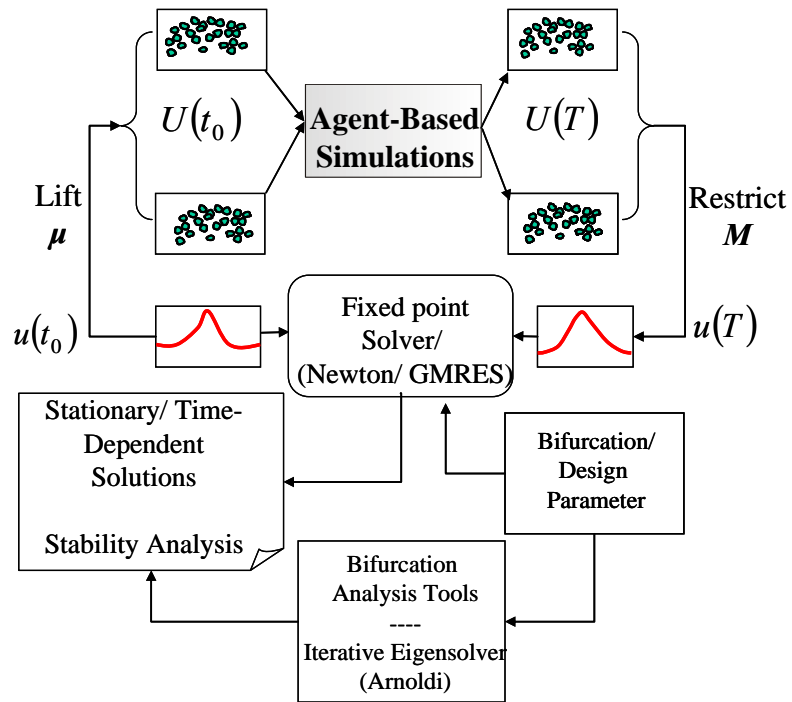 U(t₀)
Agent-Based
Simulations
U(T)
Lift
μ
Restrict
M
u(t₀)
Fixed point
Solver/
(Newton/ GMRES)
u(T)
Stationary/ Time-
Dependent
Solutions
Stability Analysis
Bifurcation/
Design
Parameter
Bifurcation
Analysis Tools
----
Iterative Eigensolver
(Arnoldi)